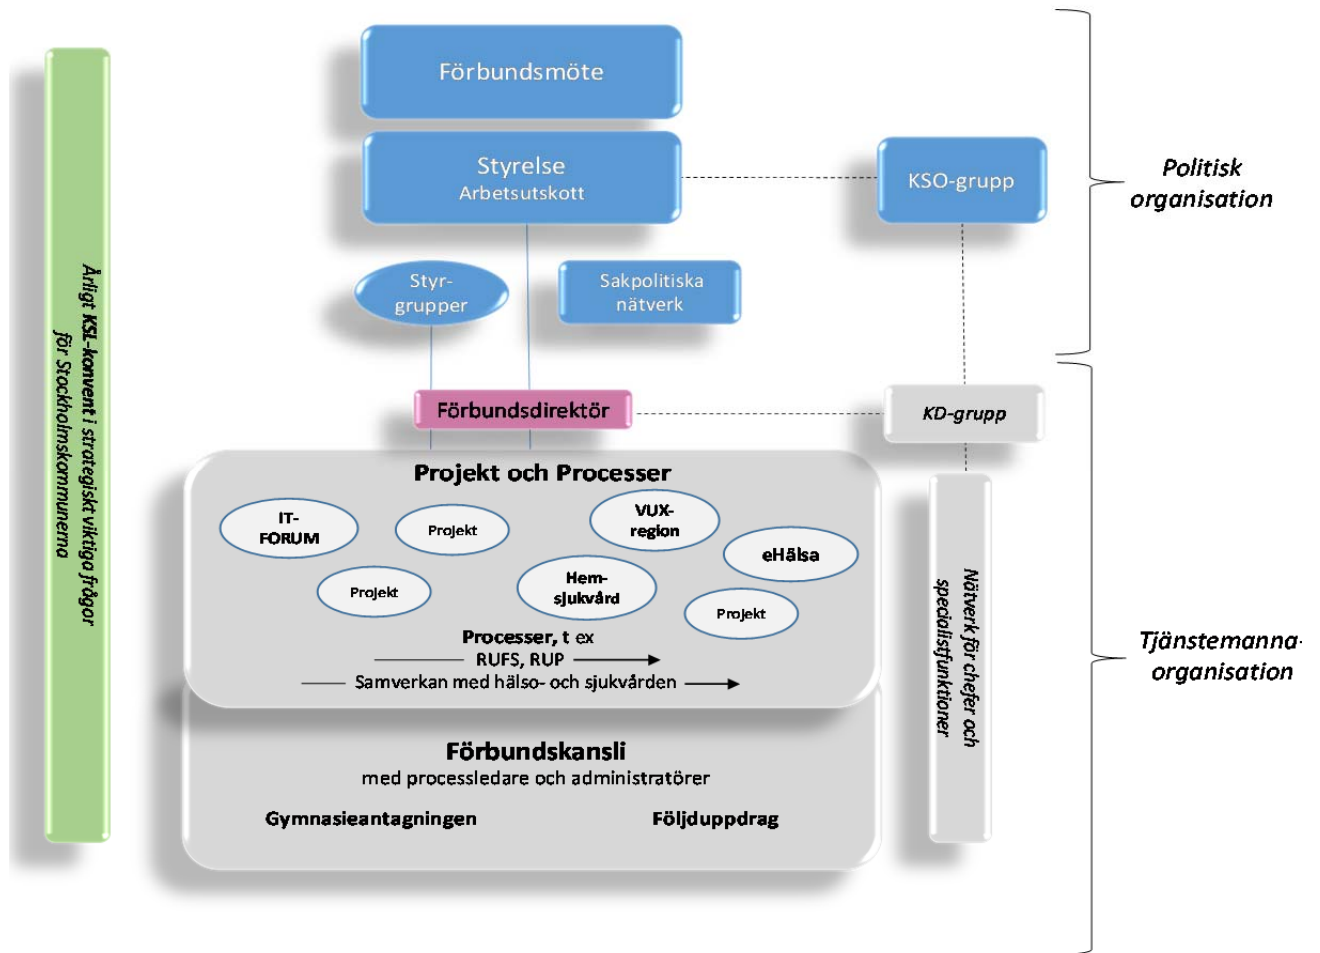 Förbundsmöte
Styrelse
Arbetsutskott
KSO-grupp
Politisk
organisation
Styr-
grupper
Sakpolitiska
nätverk
Årligt KSL-konvent i strategiskt viktiga frågor
för Stockholmskommunerna
Förbundsdirektör
KD-grupp
Projekt och Processer
IT-
FORUM
Projekt
VUX-
region
eHälsa
Projekt
Hem-
sjukvård
Projekt
Processer, t ex
RUFS, RUP
Samverkan med hälso- och sjukvården
Nätverk för chefer och
specialistfunktioner
Tjänstemanna-
organisation
Förbundskansli
med processledare och administratörer
Gymnasieantagningen
Följduppdrag